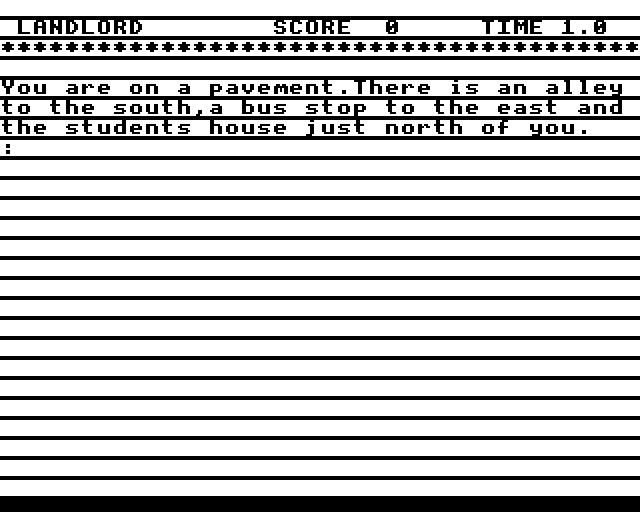 LANDLORD SCORE 0 TIME 1.0
****************************************
You are on a pavement.There is an alley
to the south,a bus stop to the east and
the students house just north of you.
: